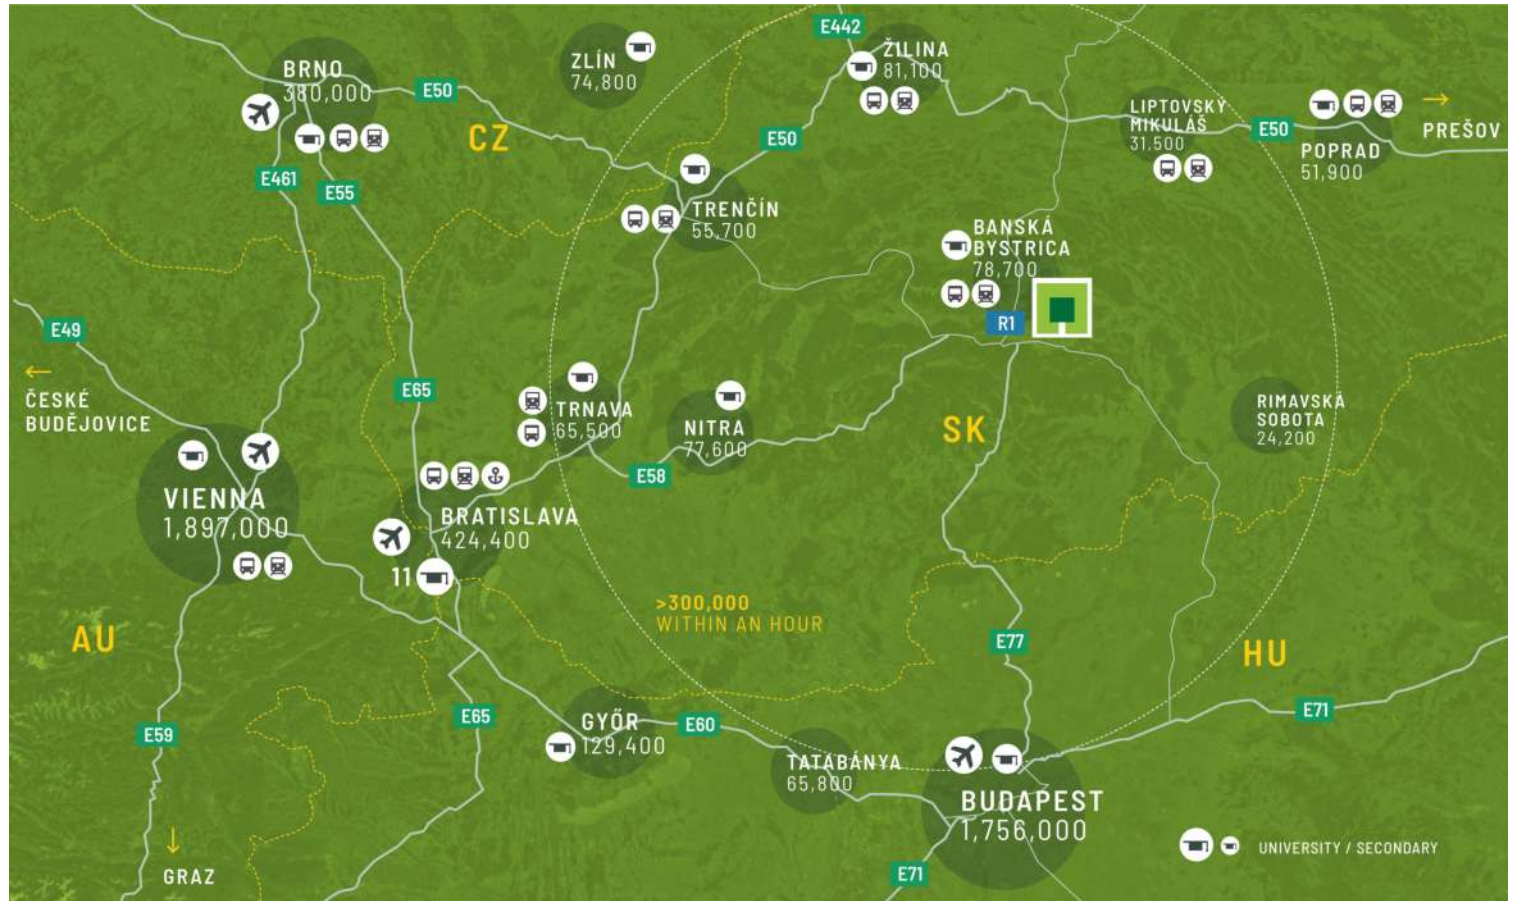 E442
ZLÍN
74,800
ŽILINA
81,100
BRNO
380,000
E50
CZ
E50
LIPTOVSKÝ
MIKULÁŠ
31,500
E50
POPRAD
51,900
PREŠOV
E461
E55
TRENČÍN
55,700
BANSKÁ
BYSTRICA
78,700
R1
E49
ČESKÉ
BUDĚJOVICE
E65
TRNAVA
65,500
NITRA
77,600
SK
RIMAVSKÁ
SOBOTA
24,200
E58
VIENNA
1,897,000
BRATISLAVA
424,400
11
>300,000
WITHIN AN HOUR
AU
E77
HU
E59
E65
GYŐR
129,400
E60
E71
TATABÁNYA
65,800
BUDAPEST
1,756,000
GRAZ
E71
UNIVERSITY / SECONDARY